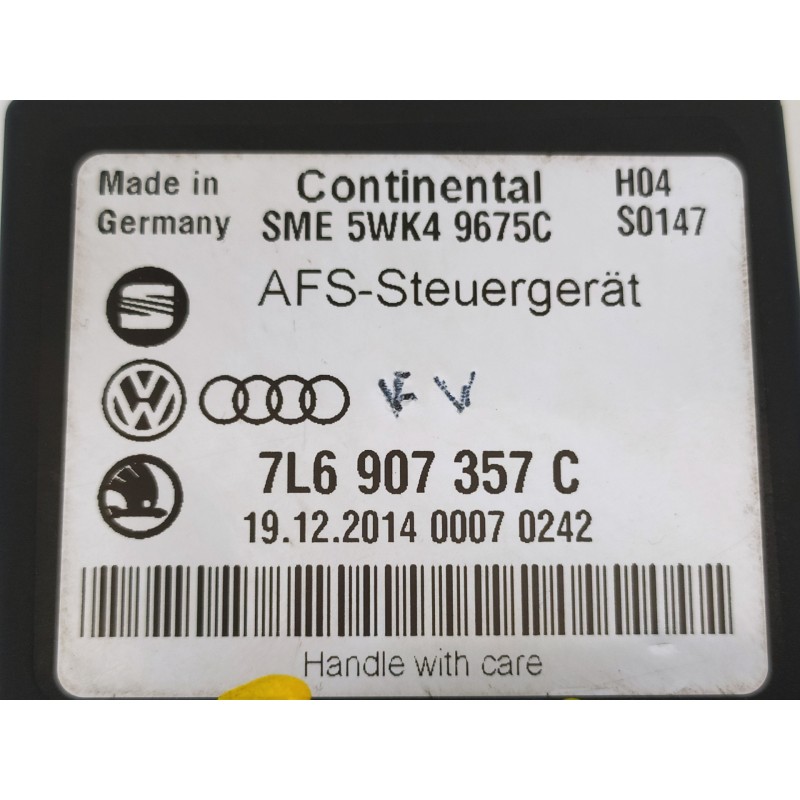 Made in Continental H04
Germany SME 5WK4 9675C S0147
AFS-Steuergerät
VW
7L6 907 357 C
19.12.2014 0007 0242
Handle with care